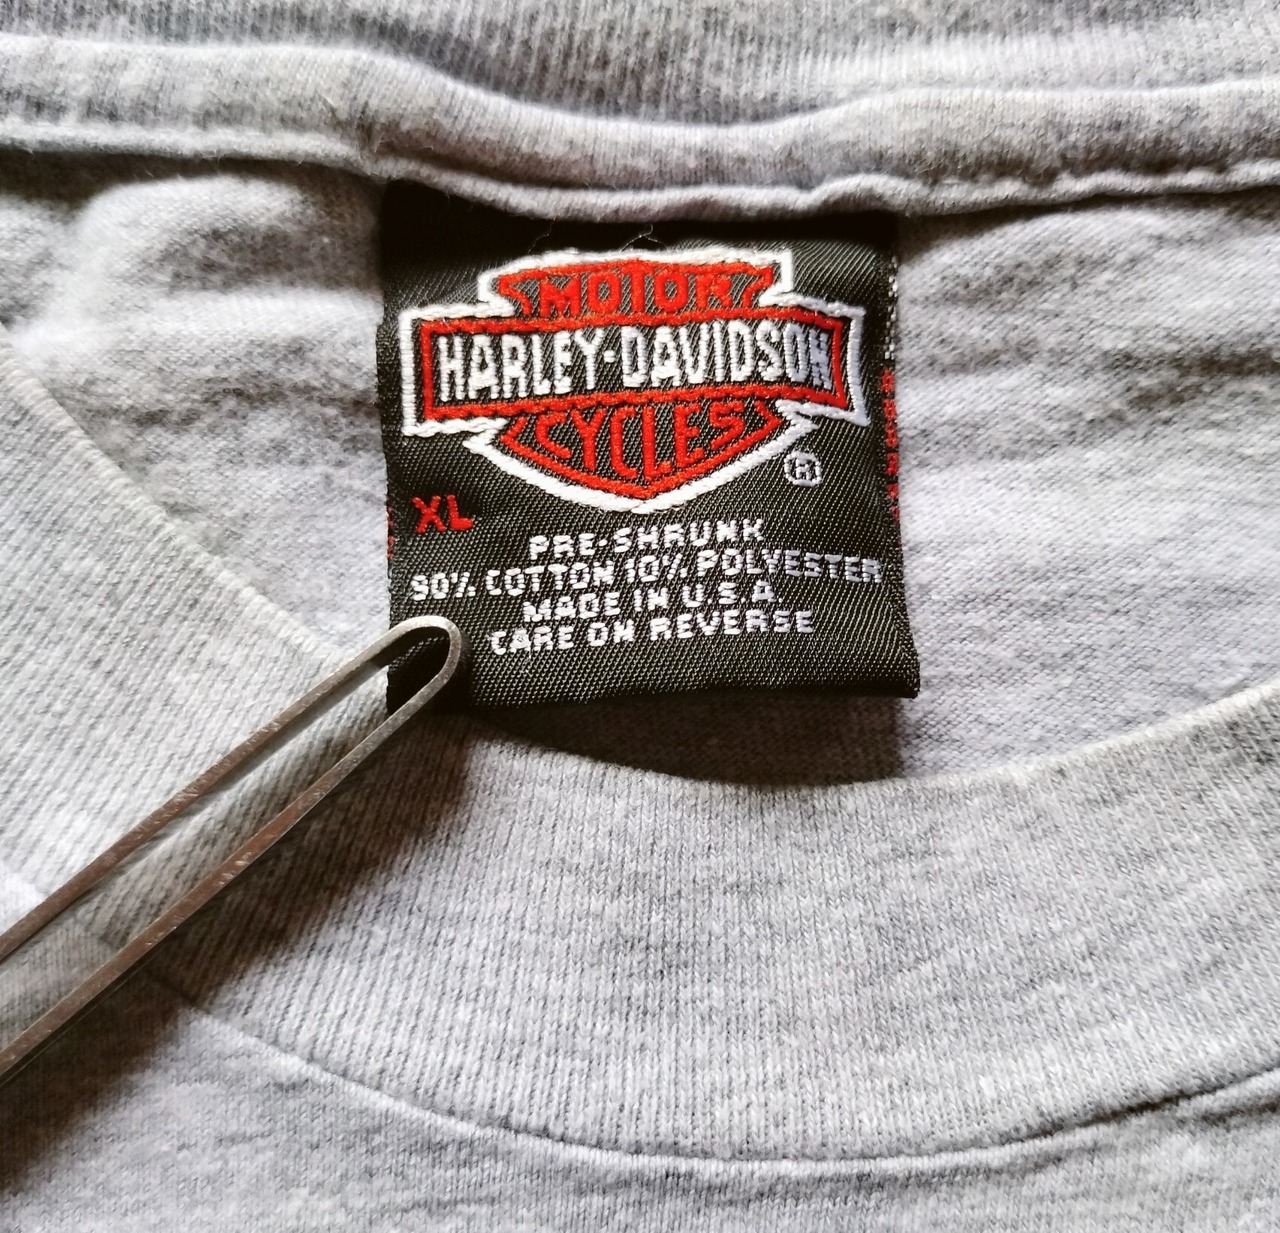 MOTOR
HARLEY-DAVIDSON
CYCLES
®
XL
PRE-SHRUNK
90% COTTON 10% POLYESTER
MADE IN U.S.A.
CARE ON REVERSE